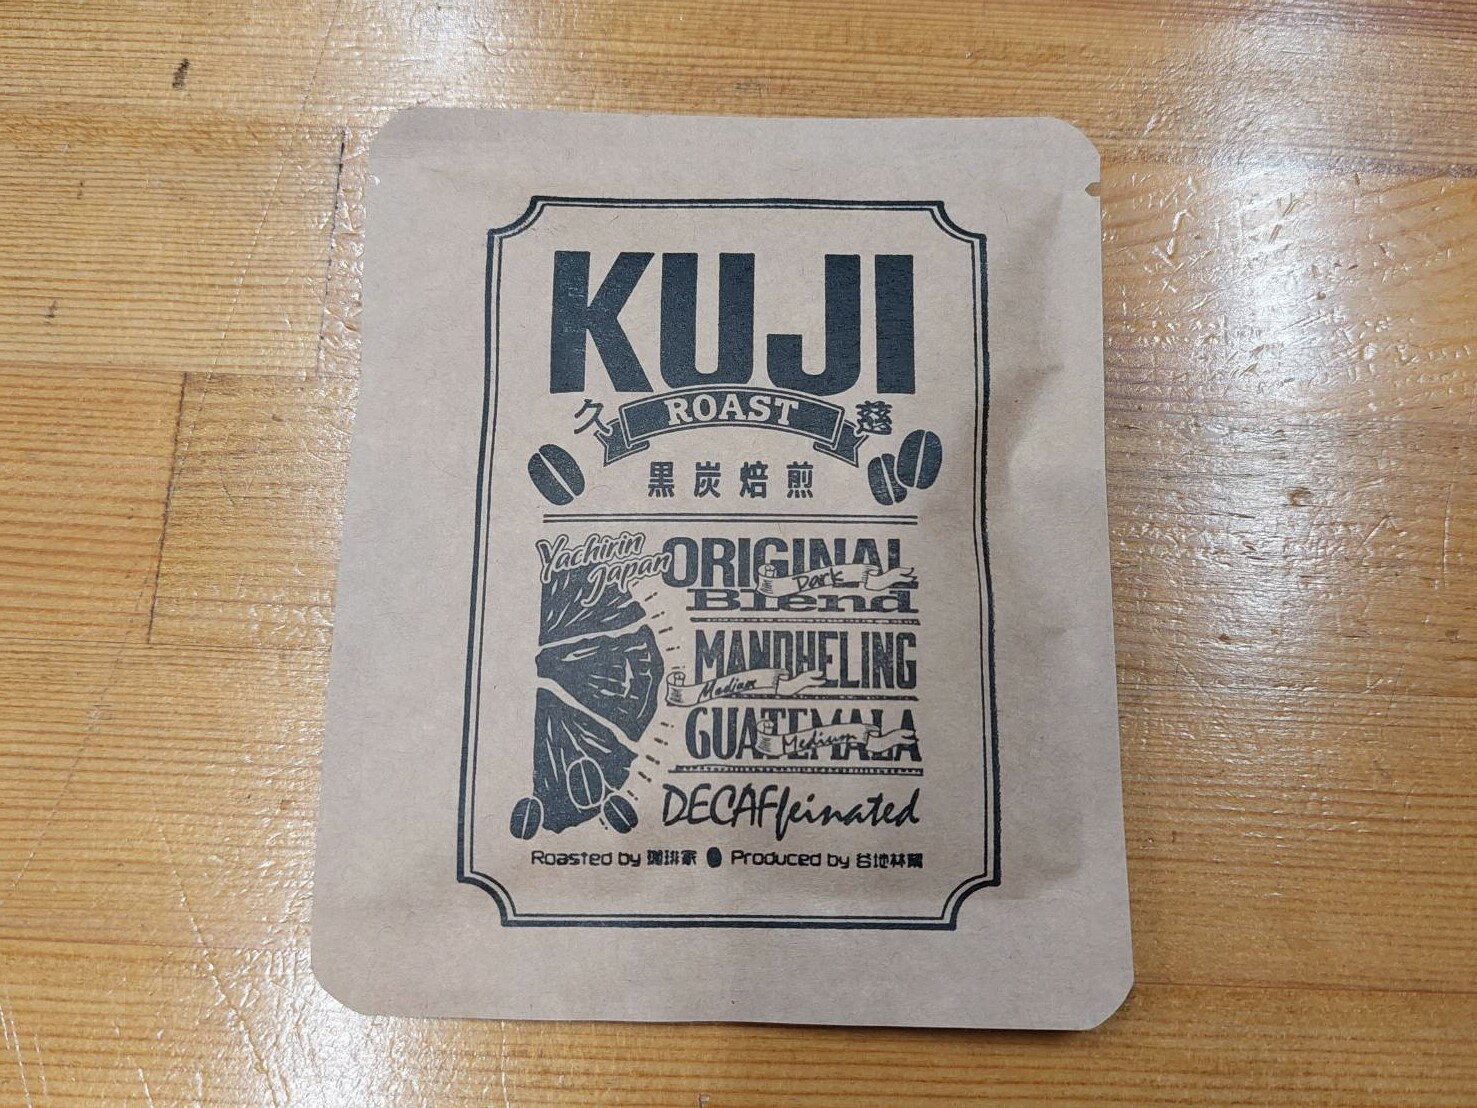 KUJI
久 ROAST 慈
黒炭焙煎
Yachirin
Japan
ORIGINAL
Dark
Blend
MANDHELING
Medium
GUATEMALA
Medium
DECAFfeinated
Roasted by 珈琲家 Produced by 谷地林業